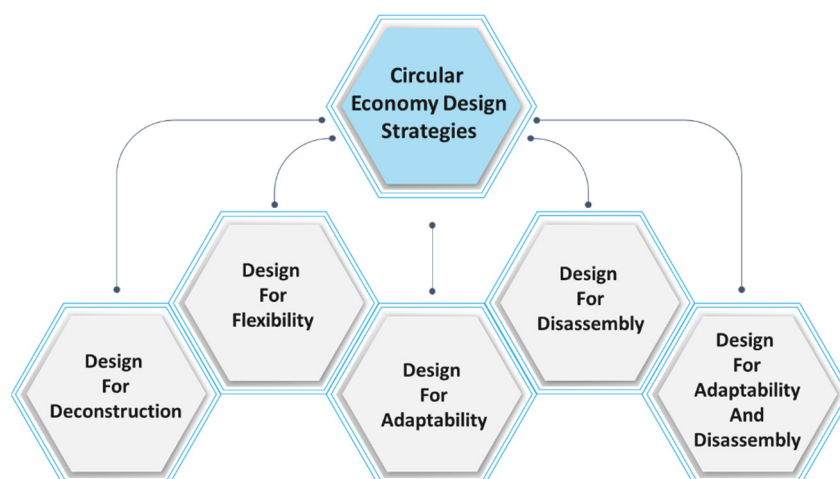 Circular
Economy Design
Strategies
Design
For
Flexibility
Design
For
Disassembly
Design
For
Deconstruction
Design
For
Adaptability
Design
For
Adaptability
And
Disassembly